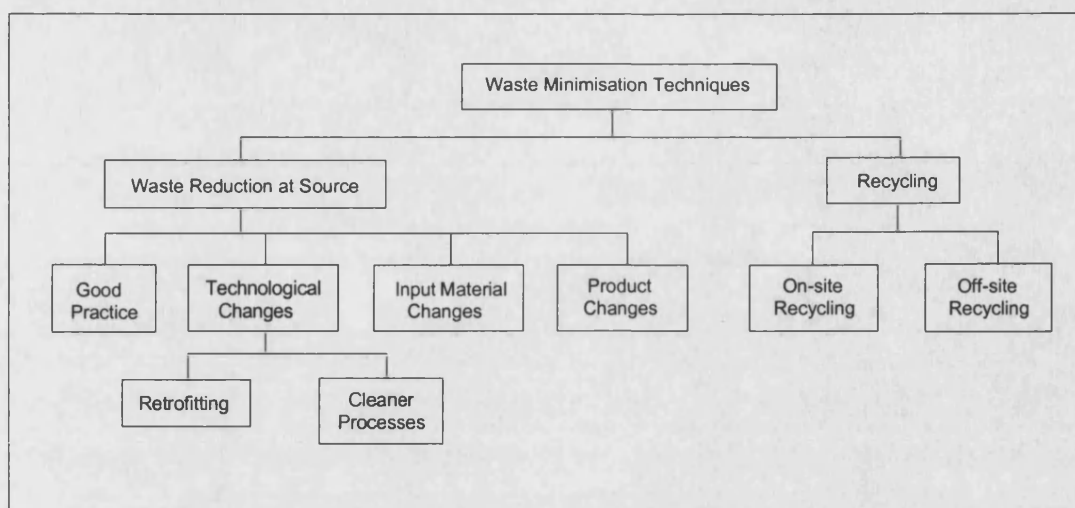 Waste Minimisation Techniques
Waste Reduction at Source
Recycling
Good
Practice
Technological
Changes
Input Material
Changes
Product
Changes
On-site
Recycling
Off-site
Recycling
Retrofitting
Cleaner
Processes